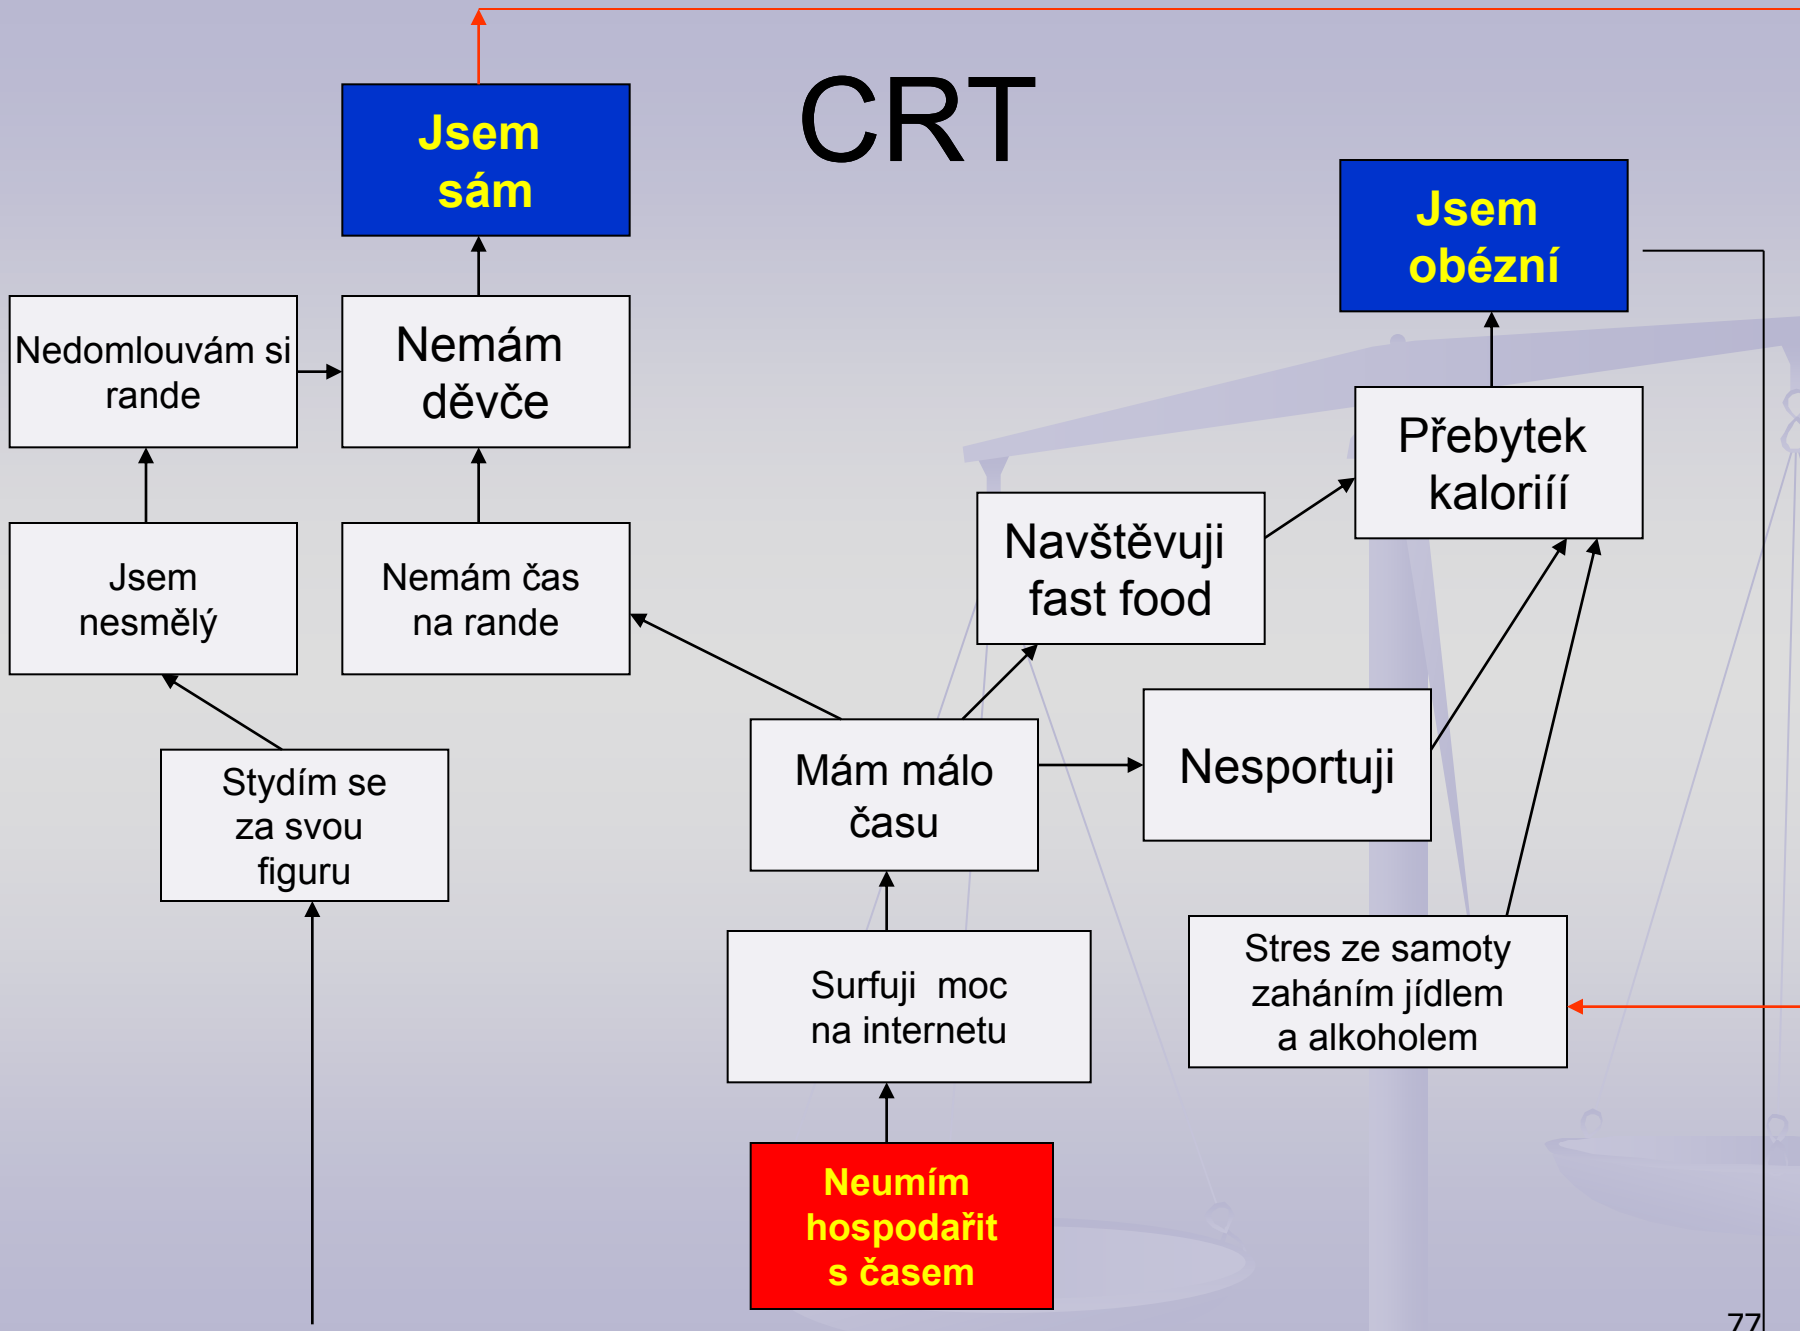 CRT
Jsem
sám
Jsem
obézní
Nedomlouvám si
rande
Nemám
děvče
Přebytek
kaloriíí
Navštěvuji
fast food
Jsem
nesmělý
Nemám čas
na rande
Mám málo
času
Nesportuji
Stydím se
za svou
figuru
Surfuji moc
na internetu
Stres ze samoty
zaháním jídlem
a alkoholem
Neumím
hospodařit
s časem
77